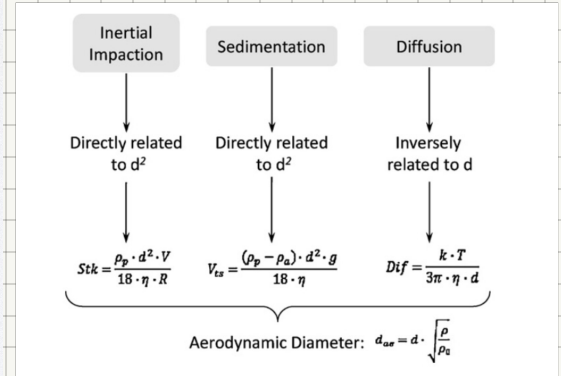 Inertial
Impaction
Sedimentation
Diffusion
Directly related
to d²
Directly related
to d²
Inversely
related to d
Stk = ρp · d² · V / 18 · η · R
Vts = (ρp − ρa) · d² · g / 18 · η
Dif = k · T / 3π · η · d
Aerodynamic Diameter: dae = d · √ρ/ρ0